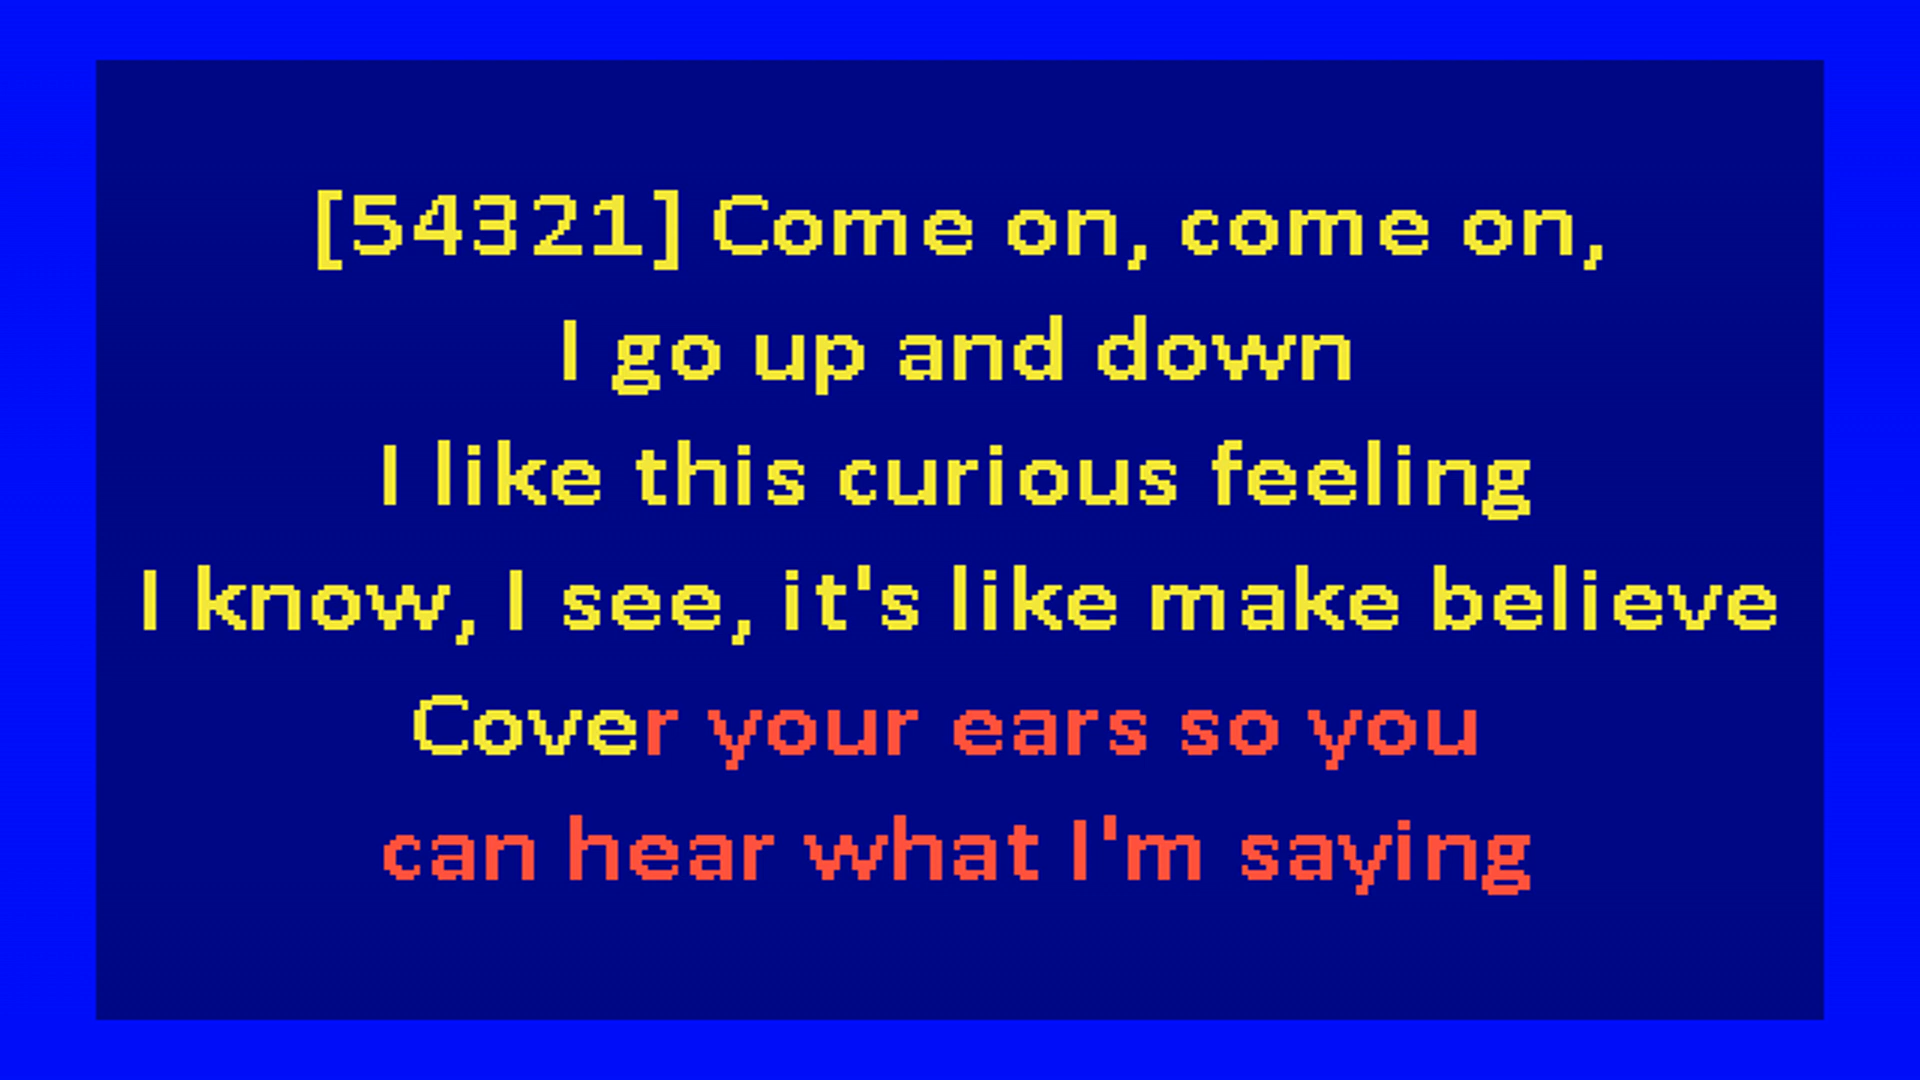 [54321] Come on, come on,
I go up and down
I like this curious feeling
I know, I see, it's like make believe
Cover your ears so you
can hear what I'm saying